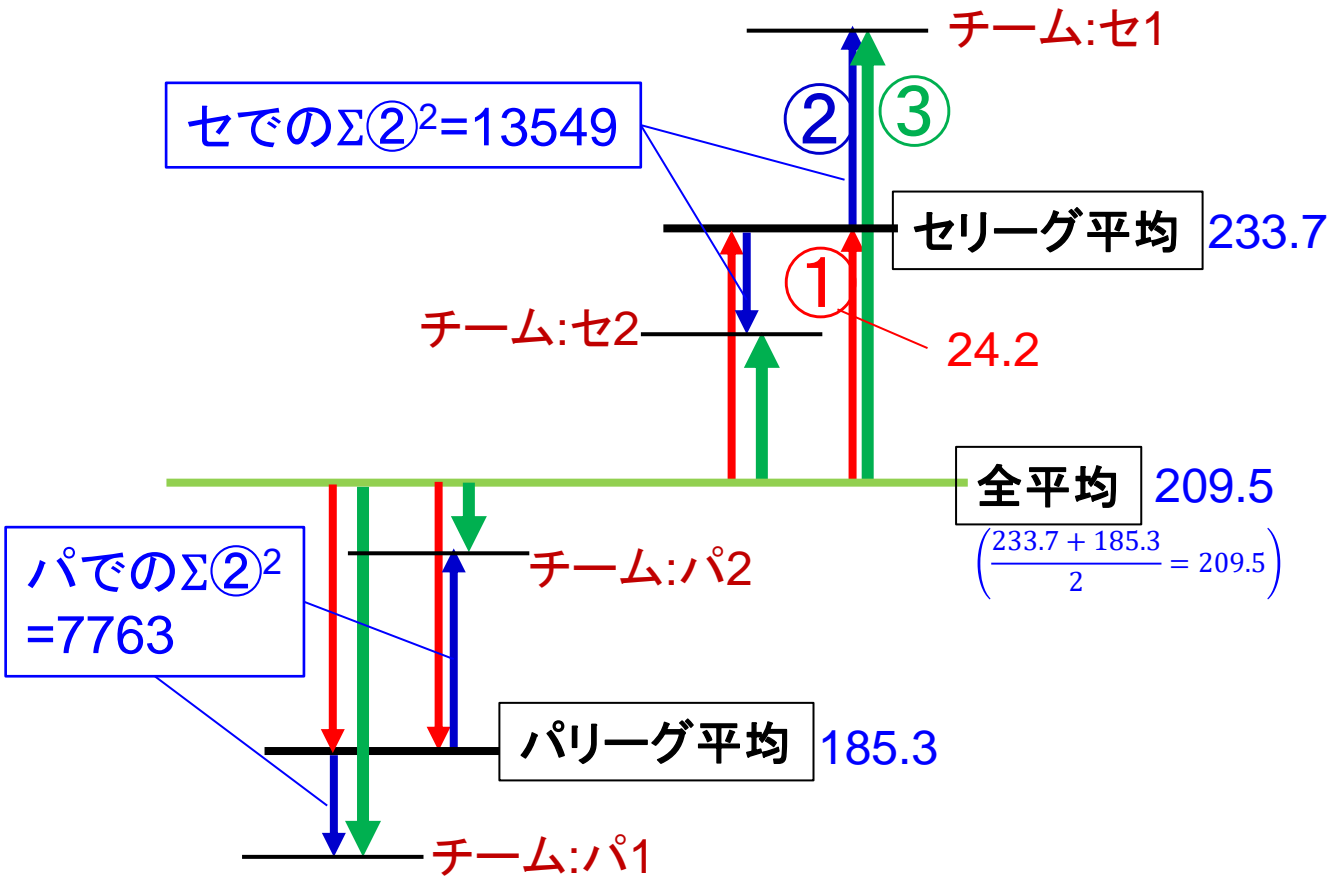 チーム:セ1
セでのΣ②²=13549
②
③
セリーグ平均
233.7
①
チーム:セ2
24.2
全平均
209.5
(233.7 + 185.3 / 2 = 209.5)
パでのΣ②²
=7763
チーム:パ2
パリーグ平均
185.3
チーム:パ1